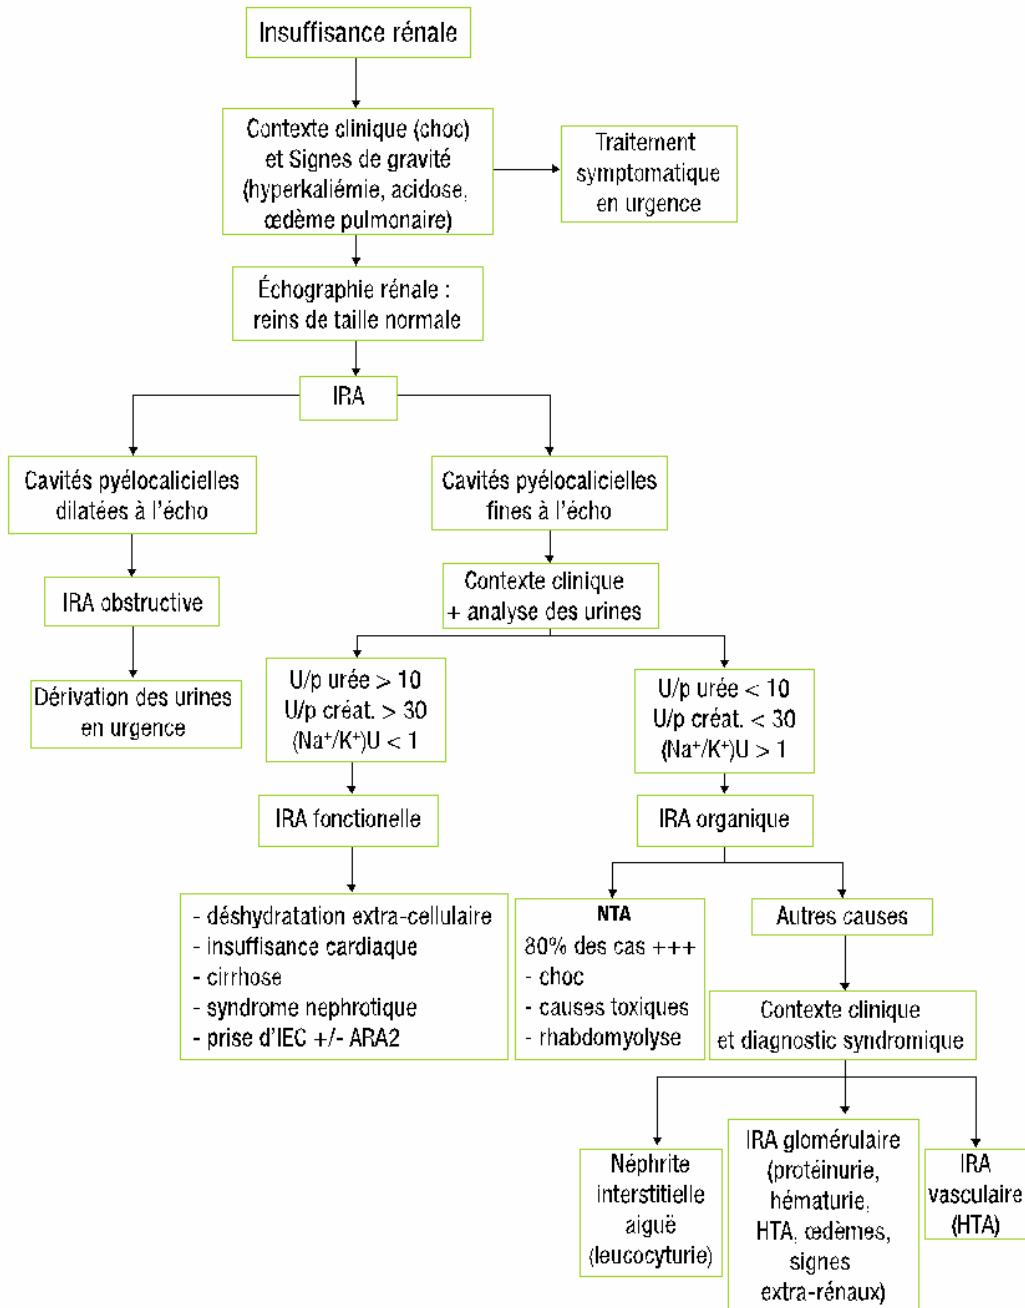 Insuffisance rénale
Contexte clinique (choc)
et Signes de gravité
(hyperkaliémie, acidose,
œdème pulmonaire)
Traitement
symptomatique
en urgence
Échographie rénale :
reins de taille normale
IRA
Cavités pyélocalicielles
dilatées à l'écho
Cavités pyélocalicielles
fines à l'écho
IRA obstructive
Contexte clinique
+ analyse des urines
Dérivation des urines
en urgence
U/p urée > 10
U/p créat. > 30
(Na⁺/K⁺)U < 1
U/p urée < 10
U/p créat. < 30
(Na⁺/K⁺)U > 1
IRA fonctionelle
IRA organique
- déshydratation extra-cellulaire
- insuffisance cardiaque
- cirrhose
- syndrome nephrotique
- prise d'IEC +/- ARA2
NTA
80% des cas +++
- choc
- causes toxiques
- rhabdomyolyse
Autres causes
Contexte clinique
et diagnostic syndromique
Néphrite
interstitielle
aiguë
(leucocyturie)
IRA glomérulaire
(protéinurie,
hématurie,
HTA, œdèmes,
signes
extra-rénaux)
IRA
vasculaire
(HTA)